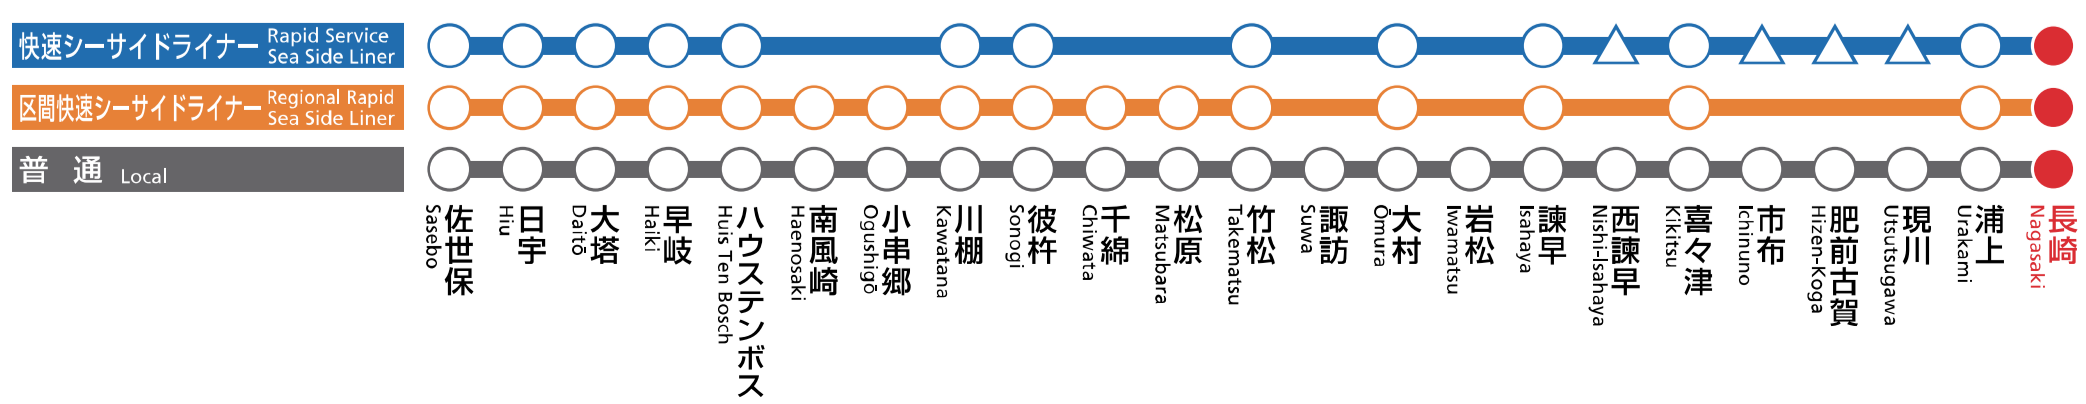 快速シーサイドライナー
Rapid Service
Sea Side Liner
区間快速シーサイドライナー
Regional Rapid
Sea Side Liner
普 通 Local
佐世保
Sasebo
日宇
Hiu
大塔
Daitō
早岐
Haiki
ハウステンボス
Huis Ten Bosch
南風崎
Haenosaki
小串郷
Ogushigō
川棚
Kawatana
彼杵
Sonogi
千綿
Chiwata
松原
Matsubara
竹松
Takematsu
諏訪
Suwa
大村
Ōmura
岩松
Iwamatsu
諫早
Isahaya
西諫早
Nishi-Isahaya
喜々津
Kikitsu
市布
Ichinuno
肥前古賀
Hizen-Koga
現川
Utsutsugawa
浦上
Urakami
長崎
Nagasaki